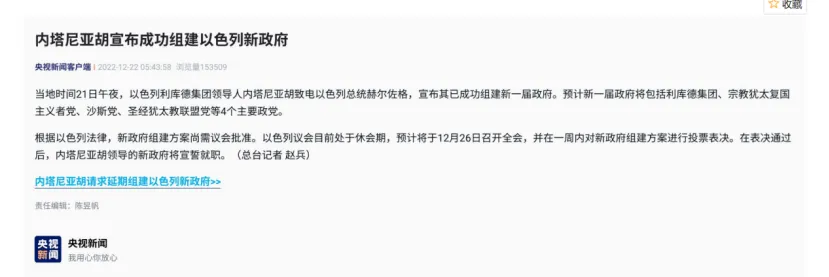 收藏
内塔尼亚胡宣布成功组建以色列新政府
央视新闻客户端 | 2022-12-22 05:43:58 浏览量153509
当地时间21日午夜，以色列利库德集团领导人内塔尼亚胡致电以色列总统赫尔佐格，宣布其已成功组建新一届政府。预计新一届政府将包括利库德集团、宗教犹太复国
主义者党、沙斯党、圣经犹太教联盟党等4个主要政党。
根据以色列法律，新政府组建方案尚需议会批准。以色列议会目前处于休会期，预计将于12月26日召开全会，并在一周内对新政府组建方案进行投票表决。在表决通过
后，内塔尼亚胡领导的新政府将宣誓就职。（总台记者 赵兵）
内塔尼亚胡请求延期组建以色列新政府>>
责任编辑：陈昱帆
央视
新闻
央视新闻
我用心你放心